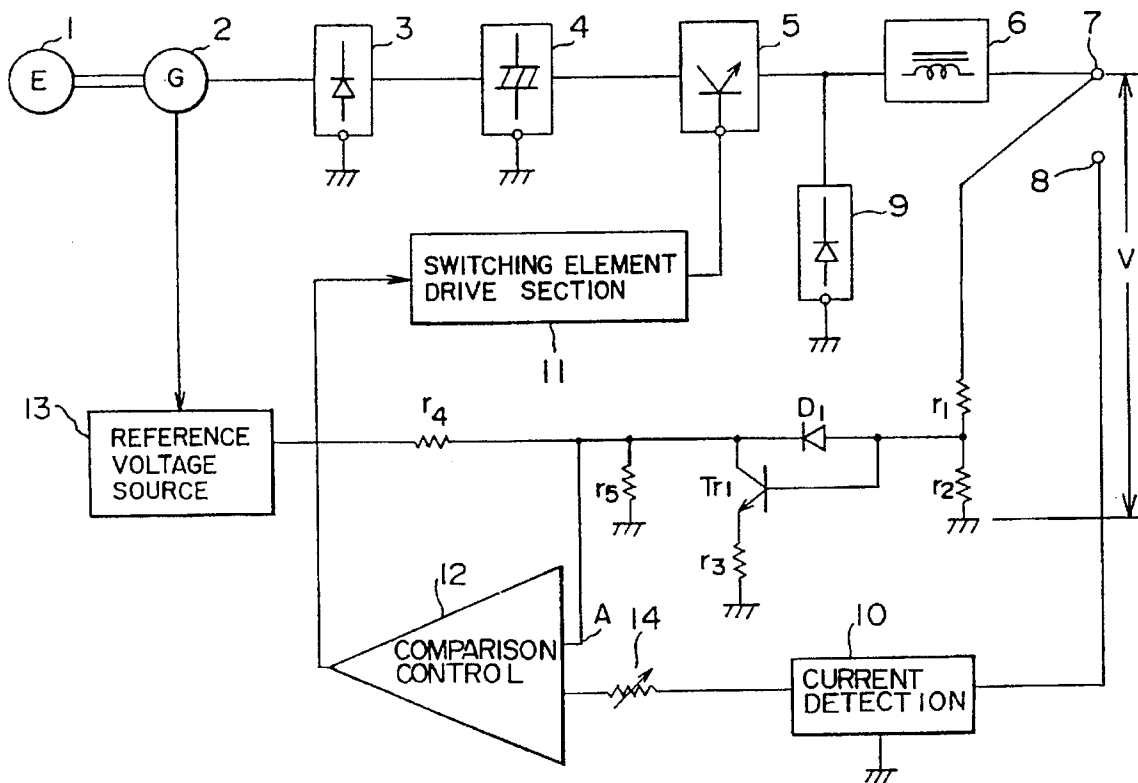 1
2
3
4
5
6
7
E
G
8
9
V
SWITCHING ELEMENT
DRIVE SECTION
11
13
REFERENCE
VOLTAGE
SOURCE
r4
D1
r1
r5
Tr1
r2
r3
12
A
14
10
COMPARISON
CONTROL
CURRENT
DETECTION